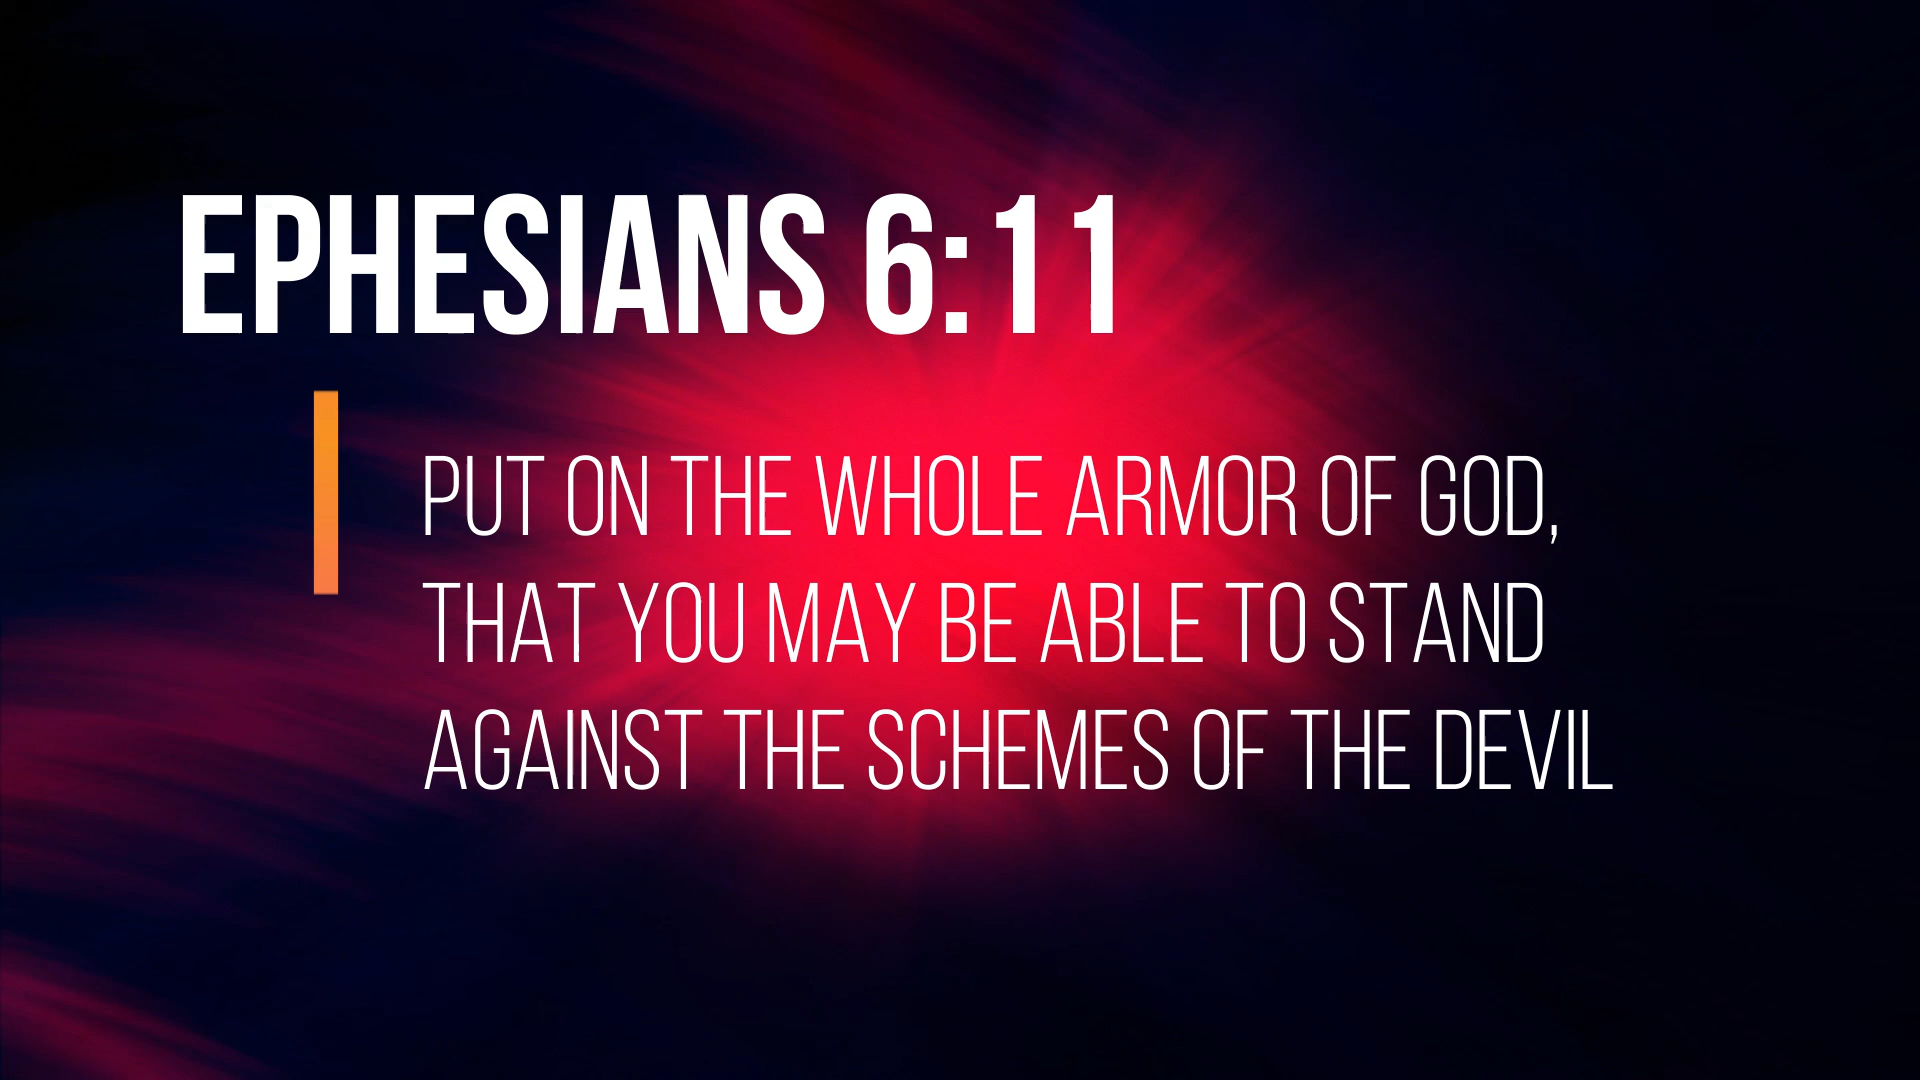 EPHESIANS 6:11
PUT ON THE WHOLE ARMOR OF GOD,
THAT YOU MAY BE ABLE TO STAND
AGAINST THE SCHEMES OF THE DEVIL